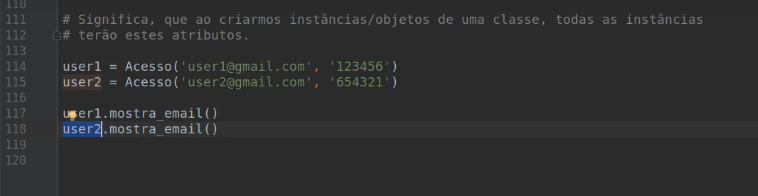 110
111 # Significa, que ao criarmos instâncias/objetos de uma classe, todas as instâncias
112 # terão estes atributos.
113
114 user1 = Acesso('user1@gmail.com', '123456')
115 user2 = Acesso('user2@gmail.com', '654321')
116
117 user1.mostra_email()
118 user2.mostra_email()
119
120